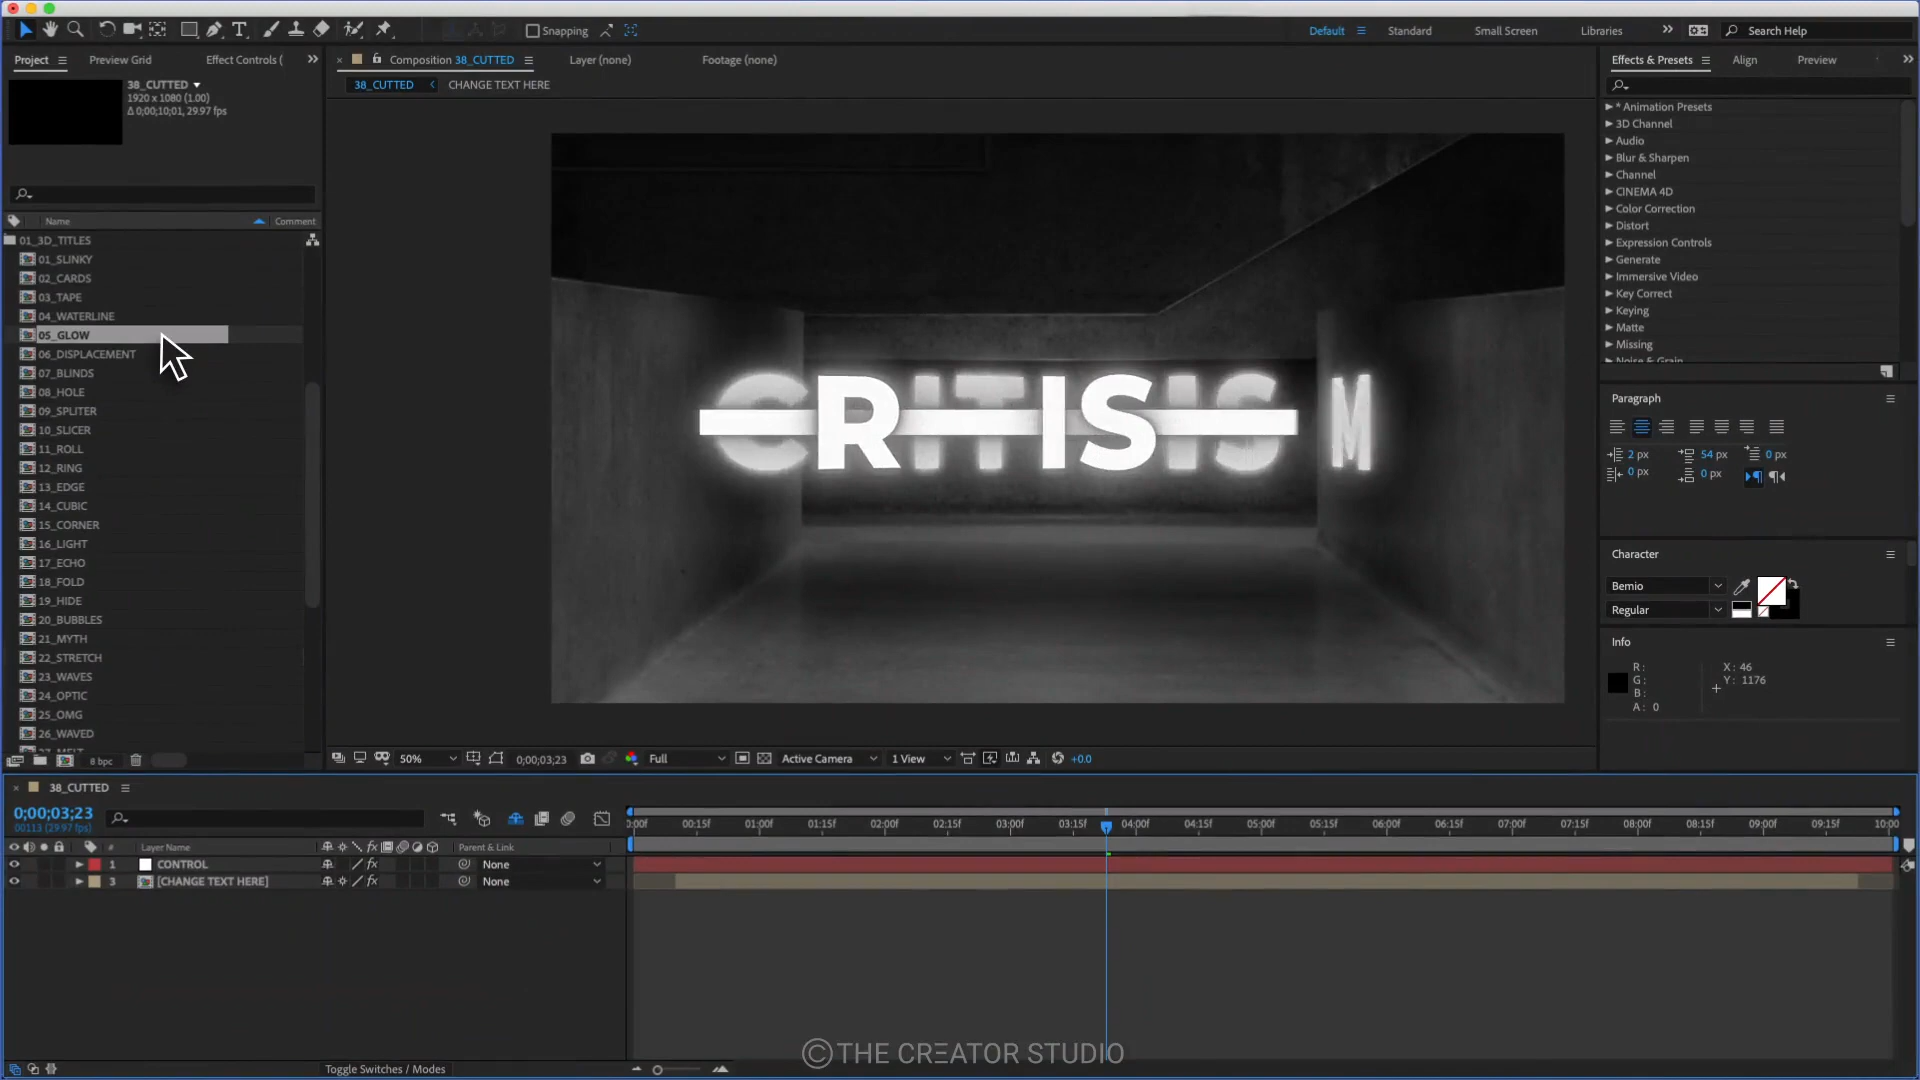 Snapping
Default
Standard
Small Screen
Libraries
Search Help
Project
Preview Grid
Effect Controls (
Composition 38_CUTTED
Layer (none)
Footage (none)
Effects & Presets
Align
Preview
38_CUTTED
1920 x 1080 (1.00)
Δ 0;00;10;01, 29.97 fps
38_CUTTED
CHANGE TEXT HERE
Name
Comment
01_3D_TITLES
01_SLINKY
02_CARDS
03_TAPE
04_WATERLINE
05_GLOW
06_DISPLACEMENT
07_BLINDS
08_HOLE
09_SPLITER
10_SLICER
11_ROLL
12_RING
13_EDGE
14_CUBIC
15_CORNER
16_LIGHT
17_ECHO
18_FOLD
19_HIDE
20_BUBBLES
21_MYTH
22_STRETCH
23_WAVES
24_OPTIC
25_OMG
26_WAVED
8 bpc
CRITISISM
50%
0;00;03;23
Full
Active Camera
1 View
+0.0
* Animation Presets
3D Channel
Audio
Blur & Sharpen
Channel
CINEMA 4D
Color Correction
Distort
Expression Controls
Generate
Immersive Video
Key Correct
Keying
Matte
Missing
Noise & Grain
Paragraph
2 px
54 px
0 px
0 px
0 px
Character
Bemio
Regular
Info
R :
G :
B :
A : 0
X : 46
Y : 1176
38_CUTTED
0;00;03;23
00113 (29.97 fps)
:00f
00:15f
01:00f
01:15f
02:00f
02:15f
03:00f
03:15f
04:00f
04:15f
05:00f
05:15f
06:00f
06:15f
07:00f
07:15f
08:00f
08:15f
09:00f
09:15f
10:00
#
Layer Name
Parent & Link
1
CONTROL
None
3
[CHANGE TEXT HERE]
None
Toggle Switches / Modes
©THE CREATOR STUDIO